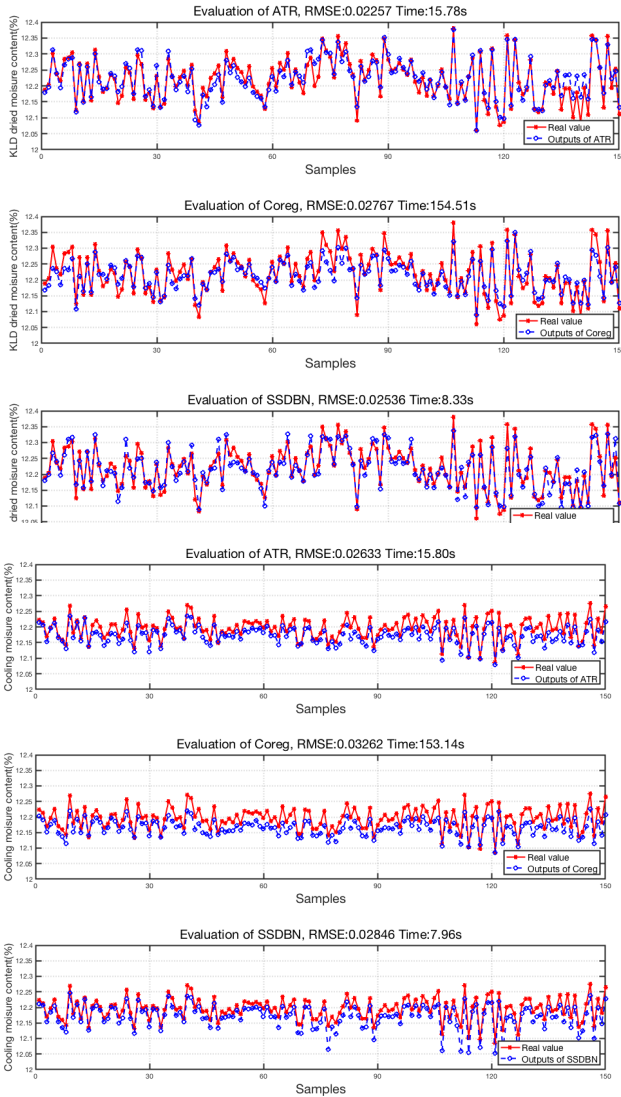 Evaluation of ATR, RMSE:0.02257 Time:15.78s
KLD dried moisure content(%)
12.4
12.35
12.3
12.25
12.2
12.15
12.1
12.05
12
0
30
60
90
120
150
Samples
Real value
Outputs of ATR
Evaluation of Coreg, RMSE:0.02767 Time:154.51s
KLD dried moisure content(%)
12.4
12.35
12.3
12.25
12.2
12.15
12.1
12.05
12
0
30
60
90
120
150
Samples
Real value
Outputs of Coreg
Evaluation of SSDBN, RMSE:0.02536 Time:8.33s
dried moisure content(%)
12.4
12.35
12.3
12.25
12.2
12.15
12.1
12.05
Real value
Evaluation of ATR, RMSE:0.02633 Time:15.80s
Cooling moisure content(%)
12.4
12.35
12.3
12.25
12.2
12.15
12.1
12.05
12
0
30
60
90
120
150
Samples
Real value
Outputs of ATR
Evaluation of Coreg, RMSE:0.03262 Time:153.14s
Cooling moisure content(%)
12.4
12.35
12.3
12.25
12.2
12.15
12.1
12.05
12
0
30
60
90
120
150
Samples
Real value
Outputs of Coreg
Evaluation of SSDBN, RMSE:0.02846 Time:7.96s
Cooling moisure content(%)
12.4
12.35
12.3
12.25
12.2
12.15
12.1
12.05
12
0
30
60
90
120
150
Samples
Real value
Outputs of SSDBN